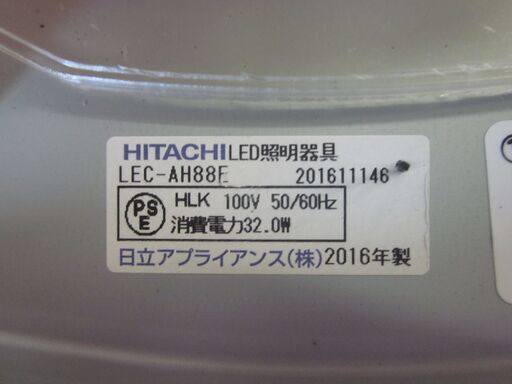 HITACHI LED照明器具
LEC-AH88E 201611146
PSE HLK 100V 50/60Hz
消費電力32.0W
日立アプライアンス(株) 2016年製